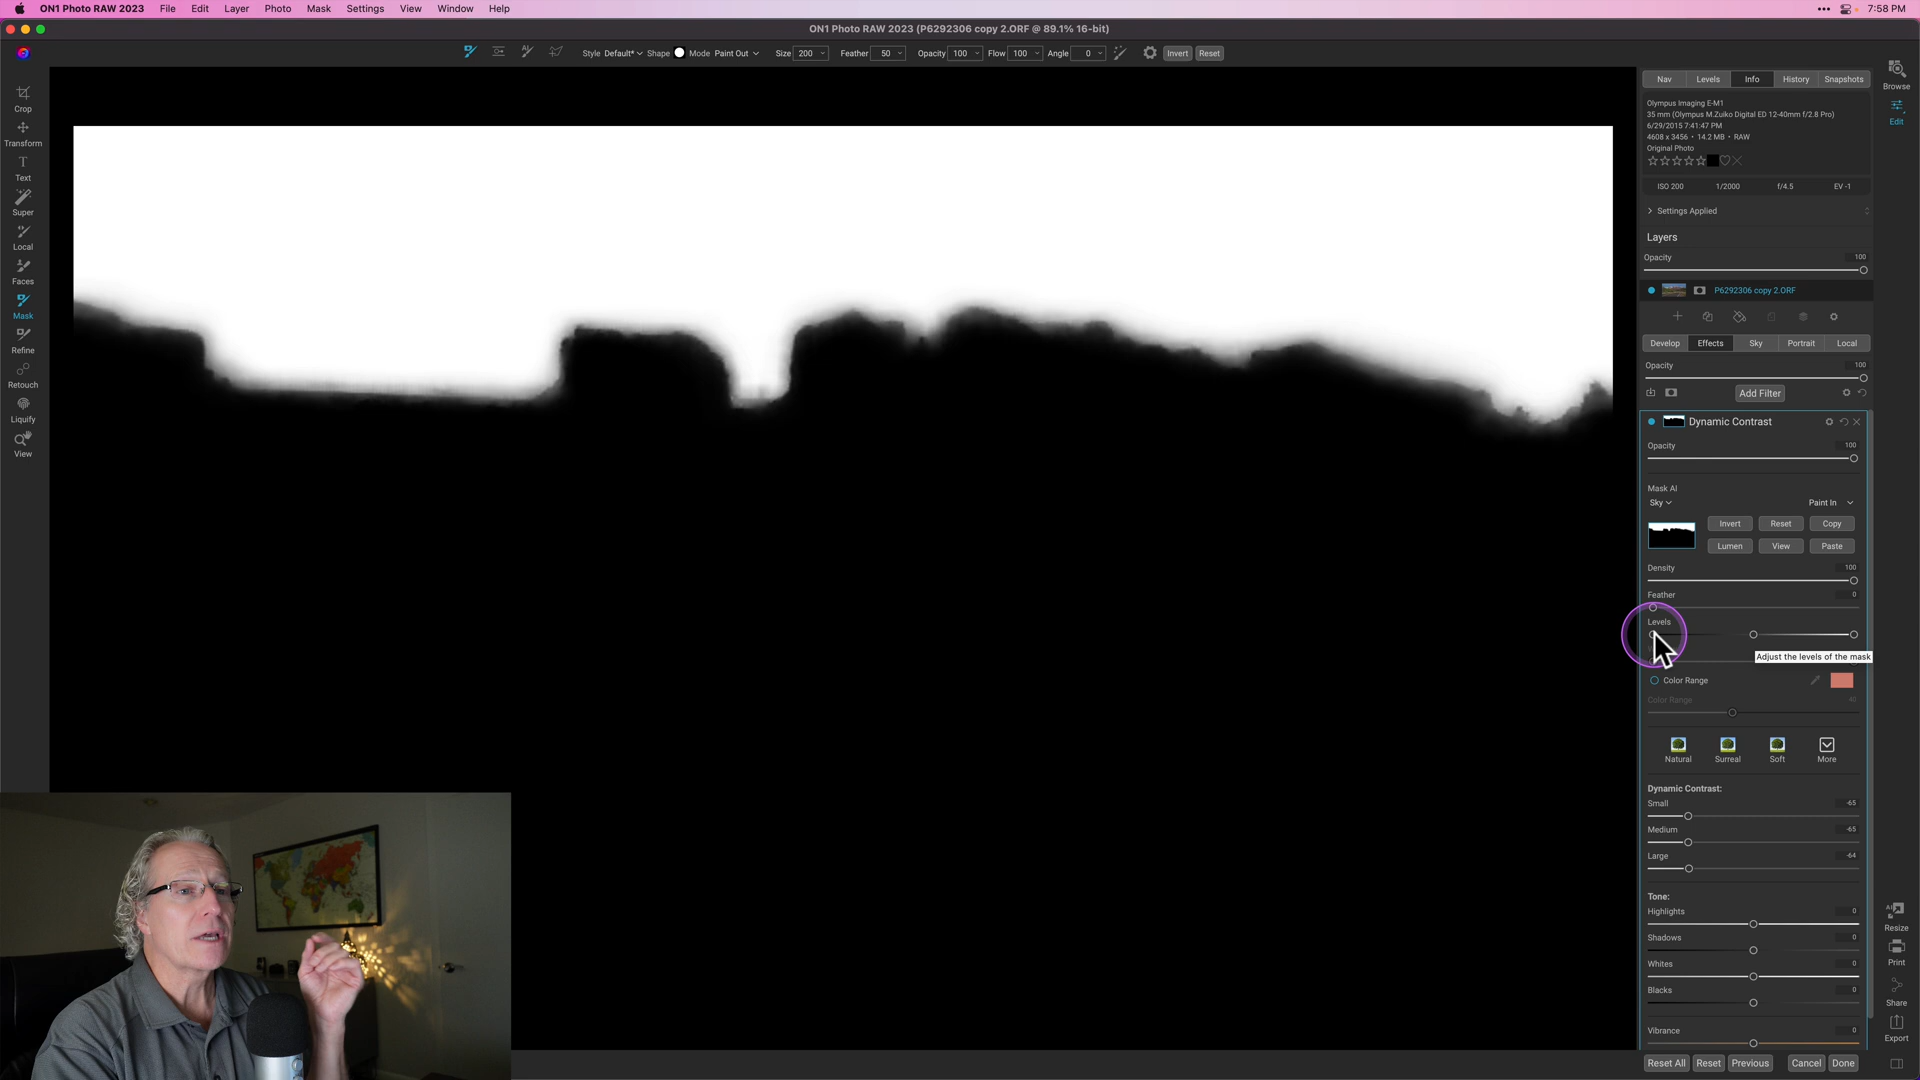 ON1 Photo RAW 2023 File Edit Layer Photo Mask Settings View Window Help 7:58 PM
ON1 Photo RAW 2023 (P6292306 copy 2.ORF @ 89.1% 16-bit)
Style Default* Shape Mode Paint Out Size 200 Feather 50 Opacity 100 Flow 100 Angle 0 Invert Reset
Crop
Transform
Text
Super
Local
Faces
Mask
Refine
Retouch
Liquify
View
Nav Levels Info History Snapshots
Olympus Imaging E-M1
35 mm (Olympus M.Zuiko Digital ED 12-40mm f/2.8 Pro)
6/29/2015 7:41:47 PM
4608 x 3456 • 14.2 MB • RAW
Original Photo
ISO 200 1/2000 f/4.5 EV -1
Settings Applied
Layers
Opacity 100
P6292306 copy 2.ORF
Develop Effects Sky Portrait Local
Opacity 100
Add Filter
Dynamic Contrast
Opacity 100
Mask AI
Sky Paint In
Invert Reset Copy
Lumen View Paste
Density 100
Feather 0
Levels
Adjust the levels of the mask
Color Range
Color Range 40
Natural Surreal Soft More
Dynamic Contrast:
Small -65
Medium -65
Large -64
Tone:
Highlights 0
Shadows 0
Whites 0
Blacks 0
Vibrance 0
Reset All Reset Previous Cancel Done
Browse
Edit
AI
Resize
Print
Share
Export